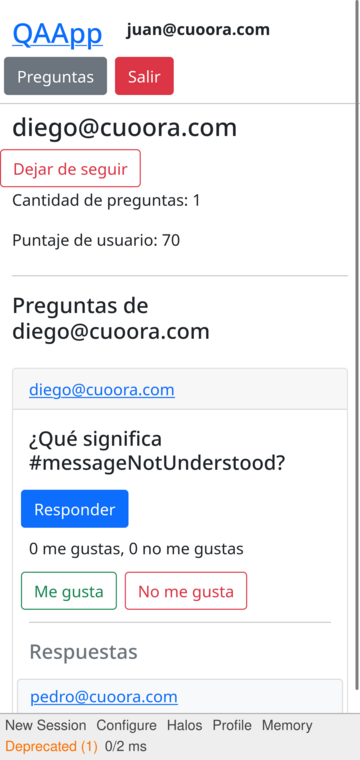 QAApp juan@cuoora.com
Preguntas Salir
diego@cuoora.com
Dejar de seguir
Cantidad de preguntas: 1
Puntaje de usuario: 70
Preguntas de
diego@cuoora.com
diego@cuoora.com
¿Qué significa
#messageNotUnderstood?
Responder
0 me gustas, 0 no me gustas
Me gusta No me gusta
Respuestas
pedro@cuoora.com
New Session Configure Halos Profile Memory
Deprecated (1) 0/2 ms